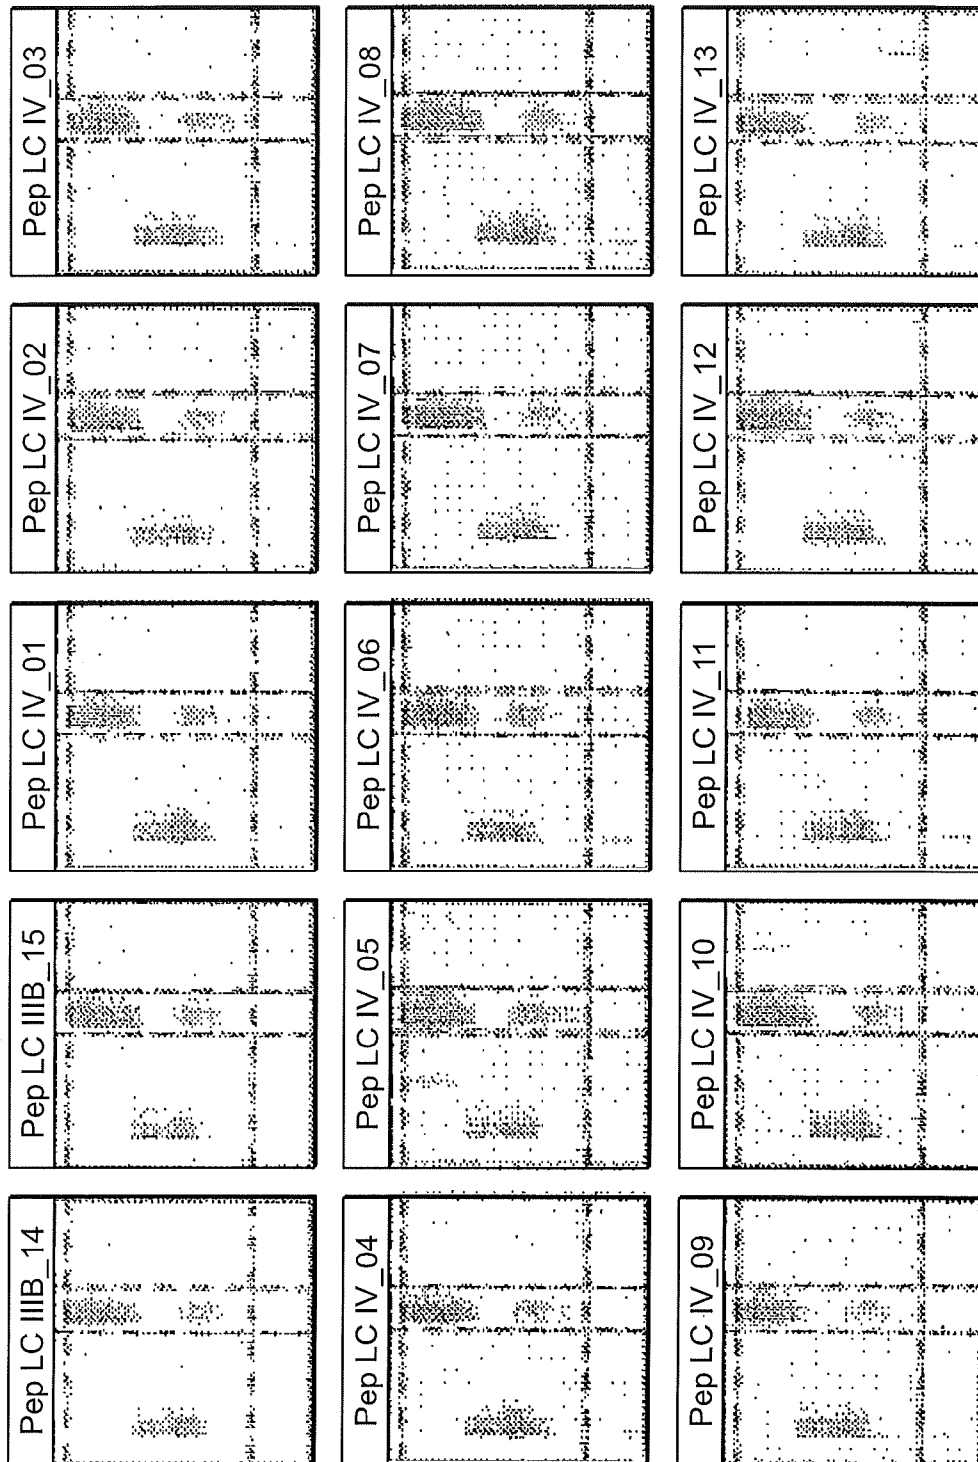 Pep LC IIIB_14
Pep LC IIIB_15
Pep LC IV_01
Pep LC IV_02
Pep LC IV_03
Pep LC IV_04
Pep LC IV_05
Pep LC IV_06
Pep LC IV_07
Pep LC IV_08
Pep LC IV_09
Pep LC IV_10
Pep LC IV_11
Pep LC IV_12
Pep LC IV_13